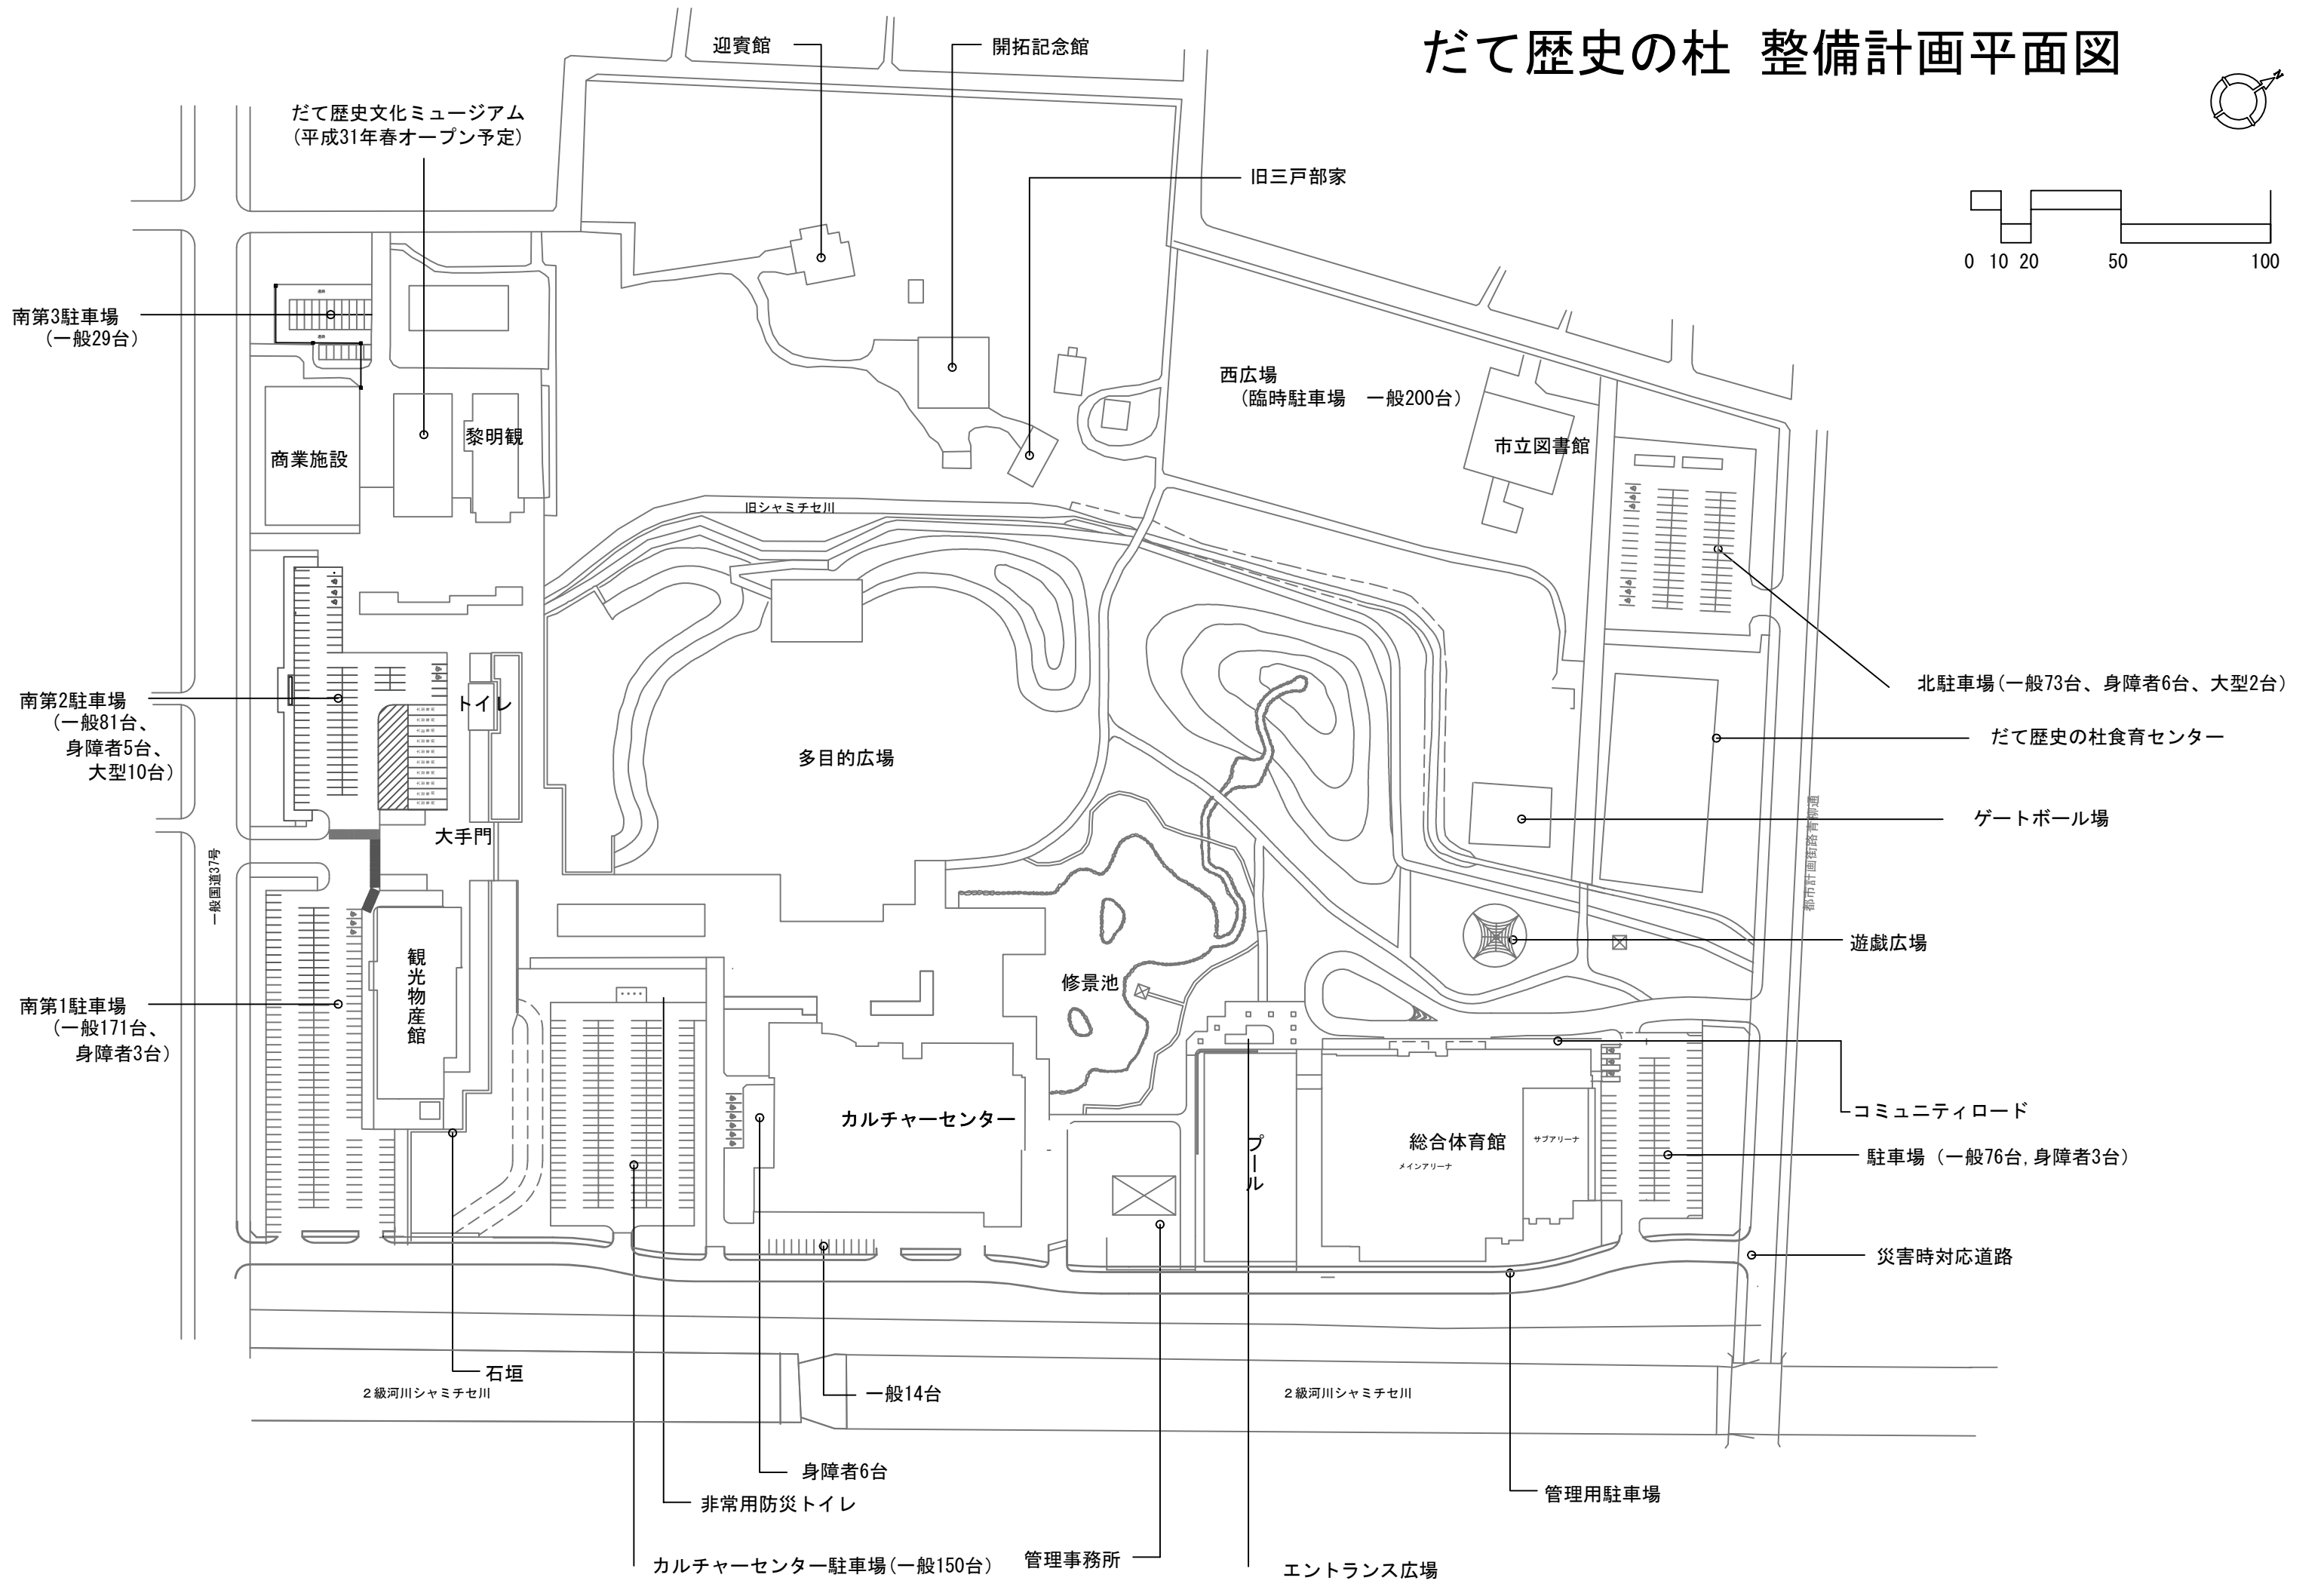 だて歴史の杜 整備計画平面図
N
0 10 20 50 100
迎賓館
開拓記念館
だて歴史文化ミュージアム
(平成31年春オープン予定)
旧三戸部家
南第3駐車場
(一般29台)
西広場
(臨時駐車場 一般200台)
市立図書館
黎明観
商業施設
旧シャミチセ川
南第2駐車場
(一般81台、
身障者5台、
大型10台)
トイレ
多目的広場
北駐車場(一般73台、身障者6台、大型2台)
だて歴史の杜食育センター
ゲートボール場
大手門
一般国道37号
都市計画街路青柳通
遊戯広場
観光物産館
修景池
南第1駐車場
(一般171台、
身障者3台)
カルチャーセンター
プール
総合体育館
メインアリーナ
サブアリーナ
コミュニティロード
駐車場 (一般76台,身障者3台)
災害時対応道路
石垣
2級河川シャミチセ川
一般14台
2級河川シャミチセ川
身障者6台
非常用防災トイレ
管理用駐車場
カルチャーセンター駐車場(一般150台)
管理事務所
エントランス広場